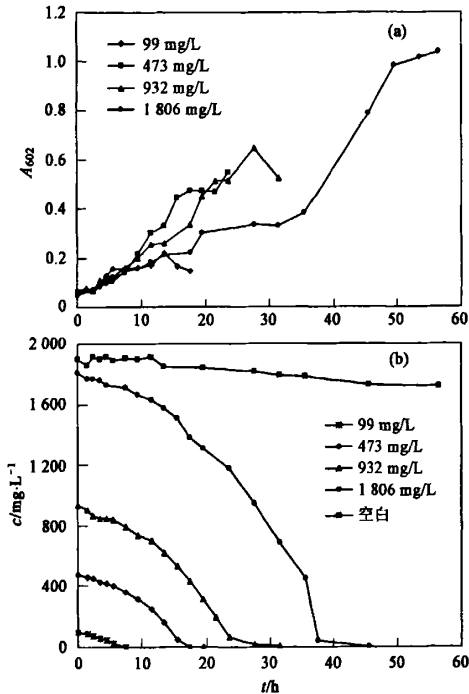 1.2
1.0
0.8
0.6
0.4
0.2
0
A602
(a)
99 mg/L
473 mg/L
932 mg/L
1 806 mg/L
0 10 20 30 40 50 60
2 000
1 600
1 200
800
400
0
c/mg·L⁻¹
(b)
99 mg/L
473 mg/L
932 mg/L
1 806 mg/L
空白
0 10 20 30 40 50 60
t/h